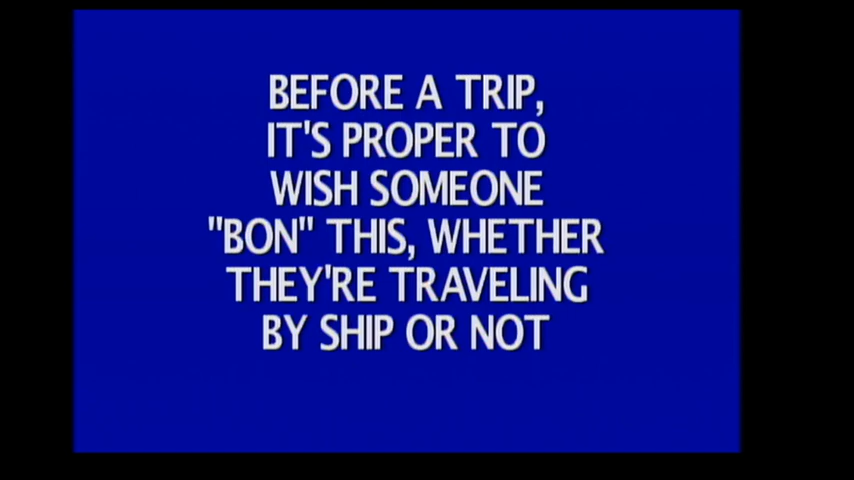 BEFORE A TRIP,
IT'S PROPER TO
WISH SOMEONE
"BON" THIS, WHETHER
THEY'RE TRAVELING
BY SHIP OR NOT